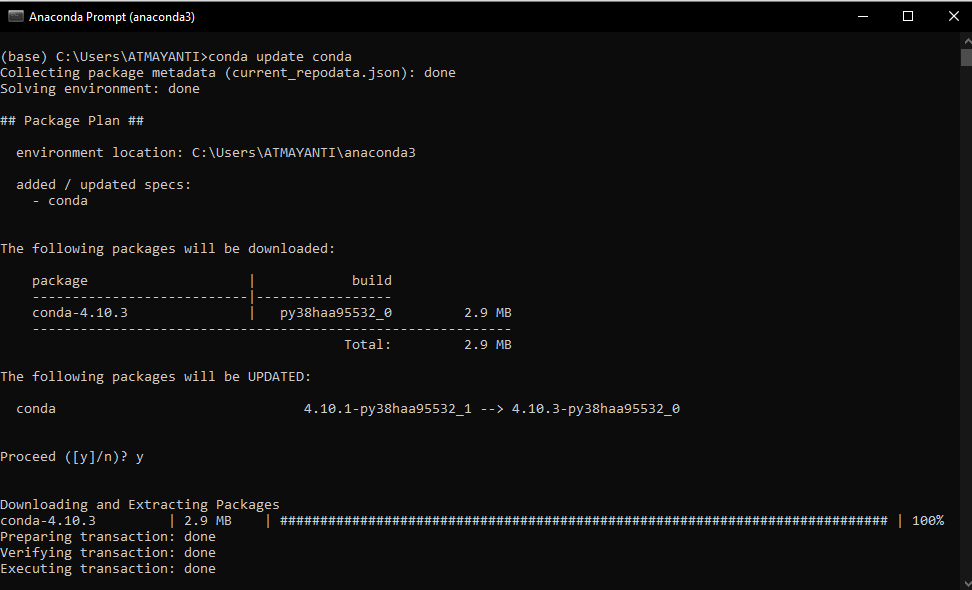 Anaconda Prompt (anaconda3)
(base) C:\Users\ATMAYANTI>conda update conda
Collecting package metadata (current_repodata.json): done
Solving environment: done
## Package Plan ##
  environment location: C:\Users\ATMAYANTI\anaconda3
  added / updated specs:
    - conda
The following packages will be downloaded:
    package                    |            build
    ---------------------------|-----------------
    conda-4.10.3               |   py38haa95532_0         2.9 MB
    ------------------------------------------------------------
                                           Total:         2.9 MB
The following packages will be UPDATED:
  conda                               4.10.1-py38haa95532_1 --> 4.10.3-py38haa95532_0
Proceed ([y]/n)? y
Downloading and Extracting Packages
conda-4.10.3         | 2.9 MB    | ############################################################################ | 100%
Preparing transaction: done
Verifying transaction: done
Executing transaction: done